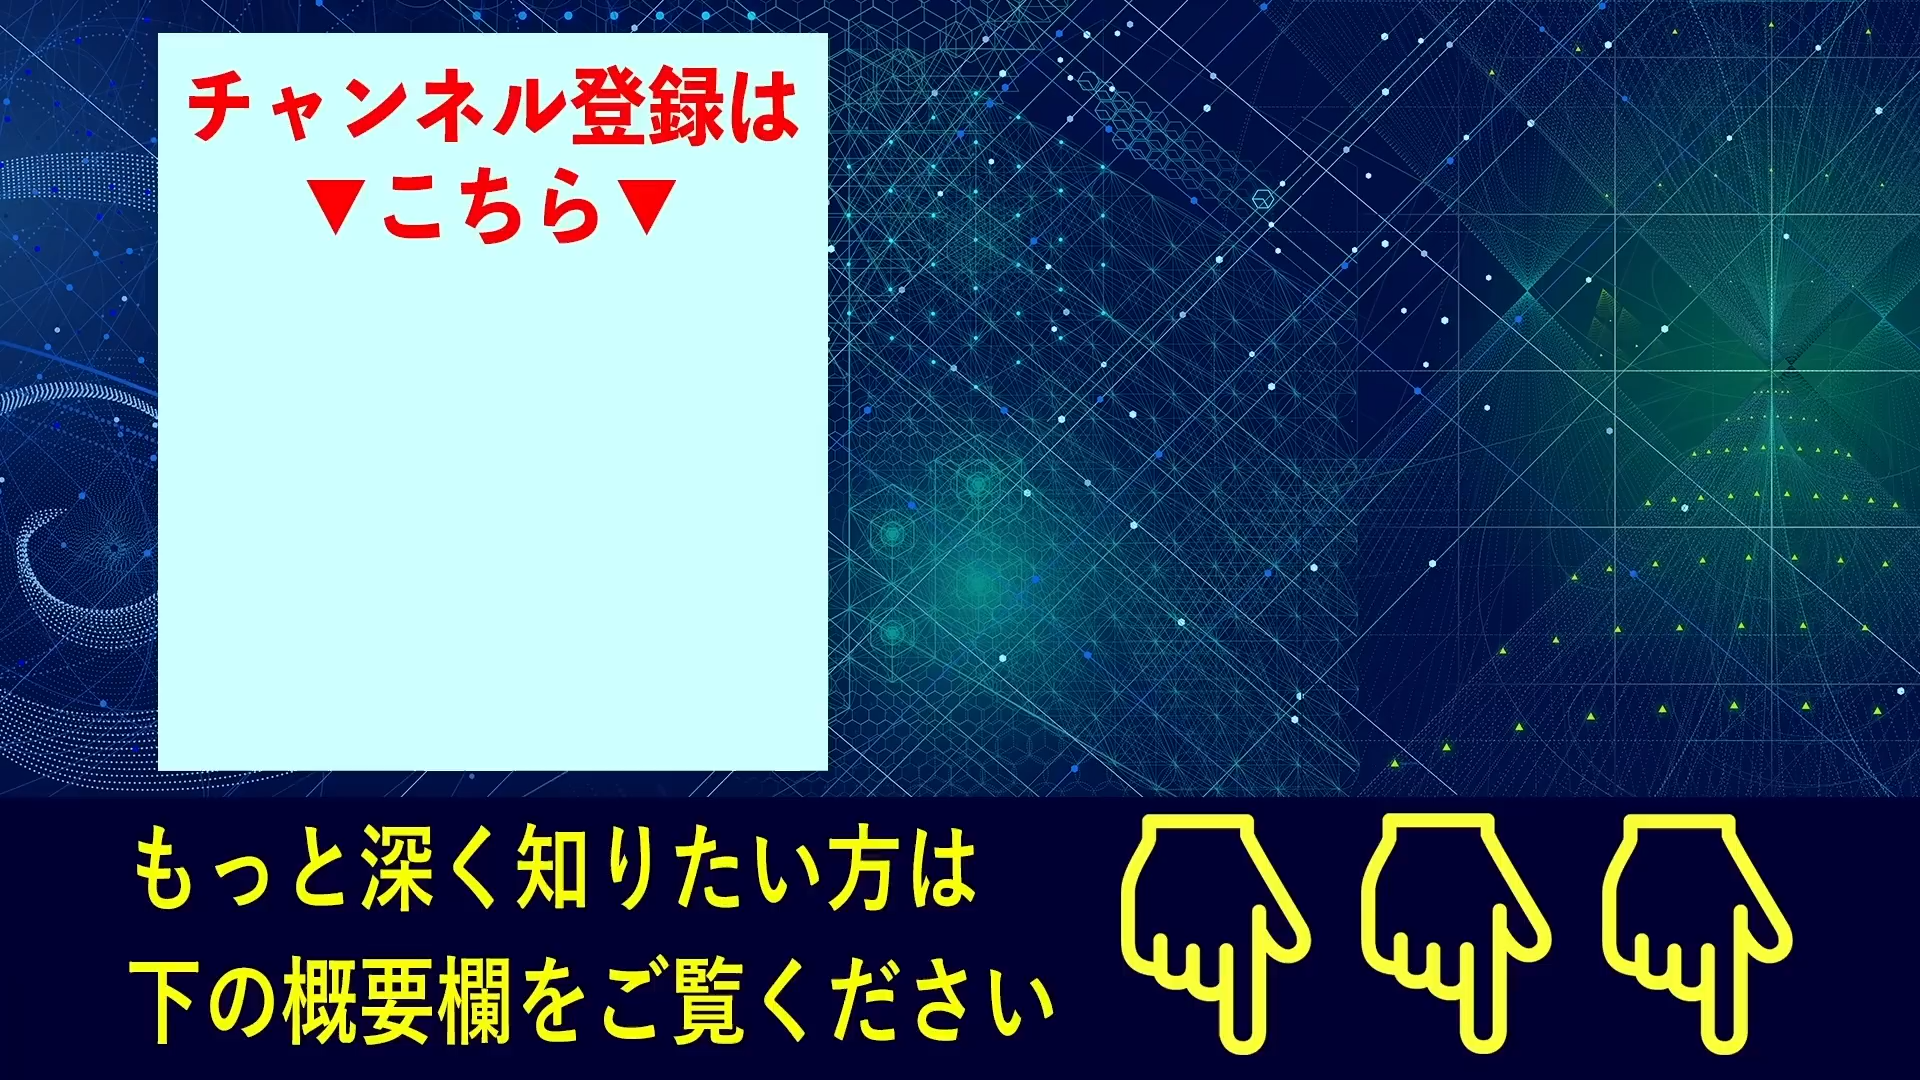 チャンネル登録は
▼こちら▼
もっと深く知りたい方は
下の概要欄をご覧ください